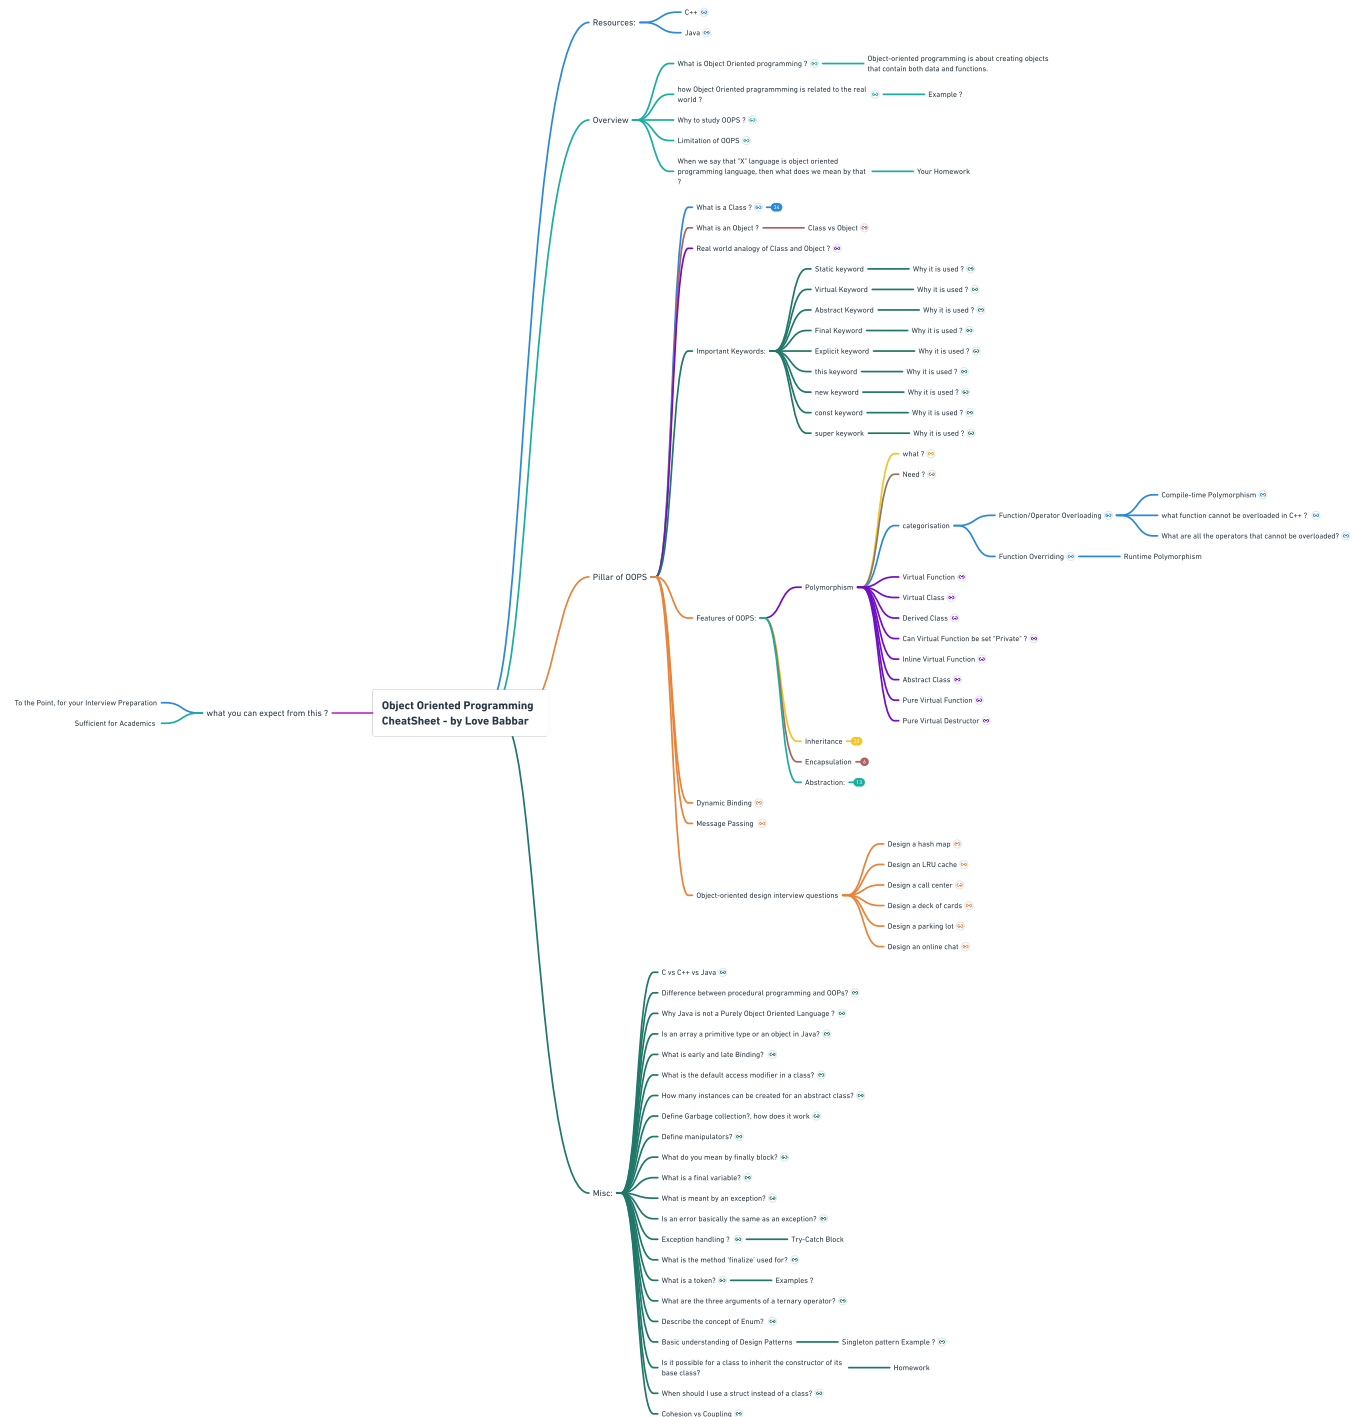 Resources:
C++
Java
Overview
What is Object Oriented programming ?
Object-oriented programming is about creating objects
that contain both data and functions.
how Object Oriented pragrammming is related to the real
world ?
Example ?
Why to study OOPS ?
Limitation of OOPS
When we say that "X" language is object oriented
programming language, then what does we mean by that
?
Your Homework
Pillar of OOPS
What is a Class ?
What is an Object ?
Class vs Object
Real world analogy of Class and Object ?
Important Keywords:
Static keyword
Why it is used ?
Virtual Keyword
Why it is used ?
Abstract Keyword
Why it is used ?
Final Keyword
Why it is used ?
Explicit keyword
Why it is used ?
this keyword
Why it is used ?
new keyword
Why it is used ?
const keyword
Why it is used ?
super keywork
Why it is used ?
Features of OOPS:
Polymorphism
what ?
Need ?
categorisation
Function/Operator Overloading
Compile-time Polymorphism
what function cannot be overloaded in C++ ?
What are all the operators that cannot be overloaded?
Function Overriding
Runtime Polymorphism
Virtual Function
Virtual Class
Derived Class
Can Virtual Function be set "Private" ?
Inline Virtual Function
Abstract Class
Pure Virtual Function
Pure Virtual Destructor
Inheritance
Encapsulation
Abstraction:
Dynamic Binding
Message Passing
Object-oriented design interview questions
Design a hash map
Design an LRU cache
Design a call center
Design a deck of cards
Design a parking lot
Design an online chat
To the Point, for your Interview Preparation
Sufficient for Academics
what you can expect from this ?
Object Oriented Programming
CheatSheet - by Love Babbar
Misc:
C vs C++ vs Java
Difference between procedural programming and OOPs?
Why Java is not a Purely Object Oriented Language ?
Is an array a primitive type or an object in Java?
What is early and late Binding?
What is the default access modifier in a class?
How many instances can be created for an abstract class?
Define Garbage collection?, how does it work
Define manipulators?
What do you mean by finally block?
What is a final variable?
What is meant by an exception?
Is an error basically the same as an exception?
Exception handling ?
Try-Catch Block
What is the method 'finalize' used for?
What is a token?
Examples ?
What are the three arguments of a ternary operator?
Describe the concept of Enum?
Basic understanding of Design Patterns
Singleton pattern Example ?
Is it possible for a class to inherit the constructor of its
base class?
Homework
When should I use a struct instead of a class?
Cohesion vs Coupling